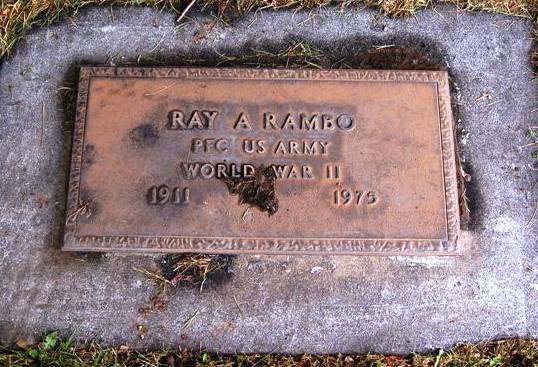 RAY A RAMBO
PFC US ARMY
WORLD WAR II
1911 1975